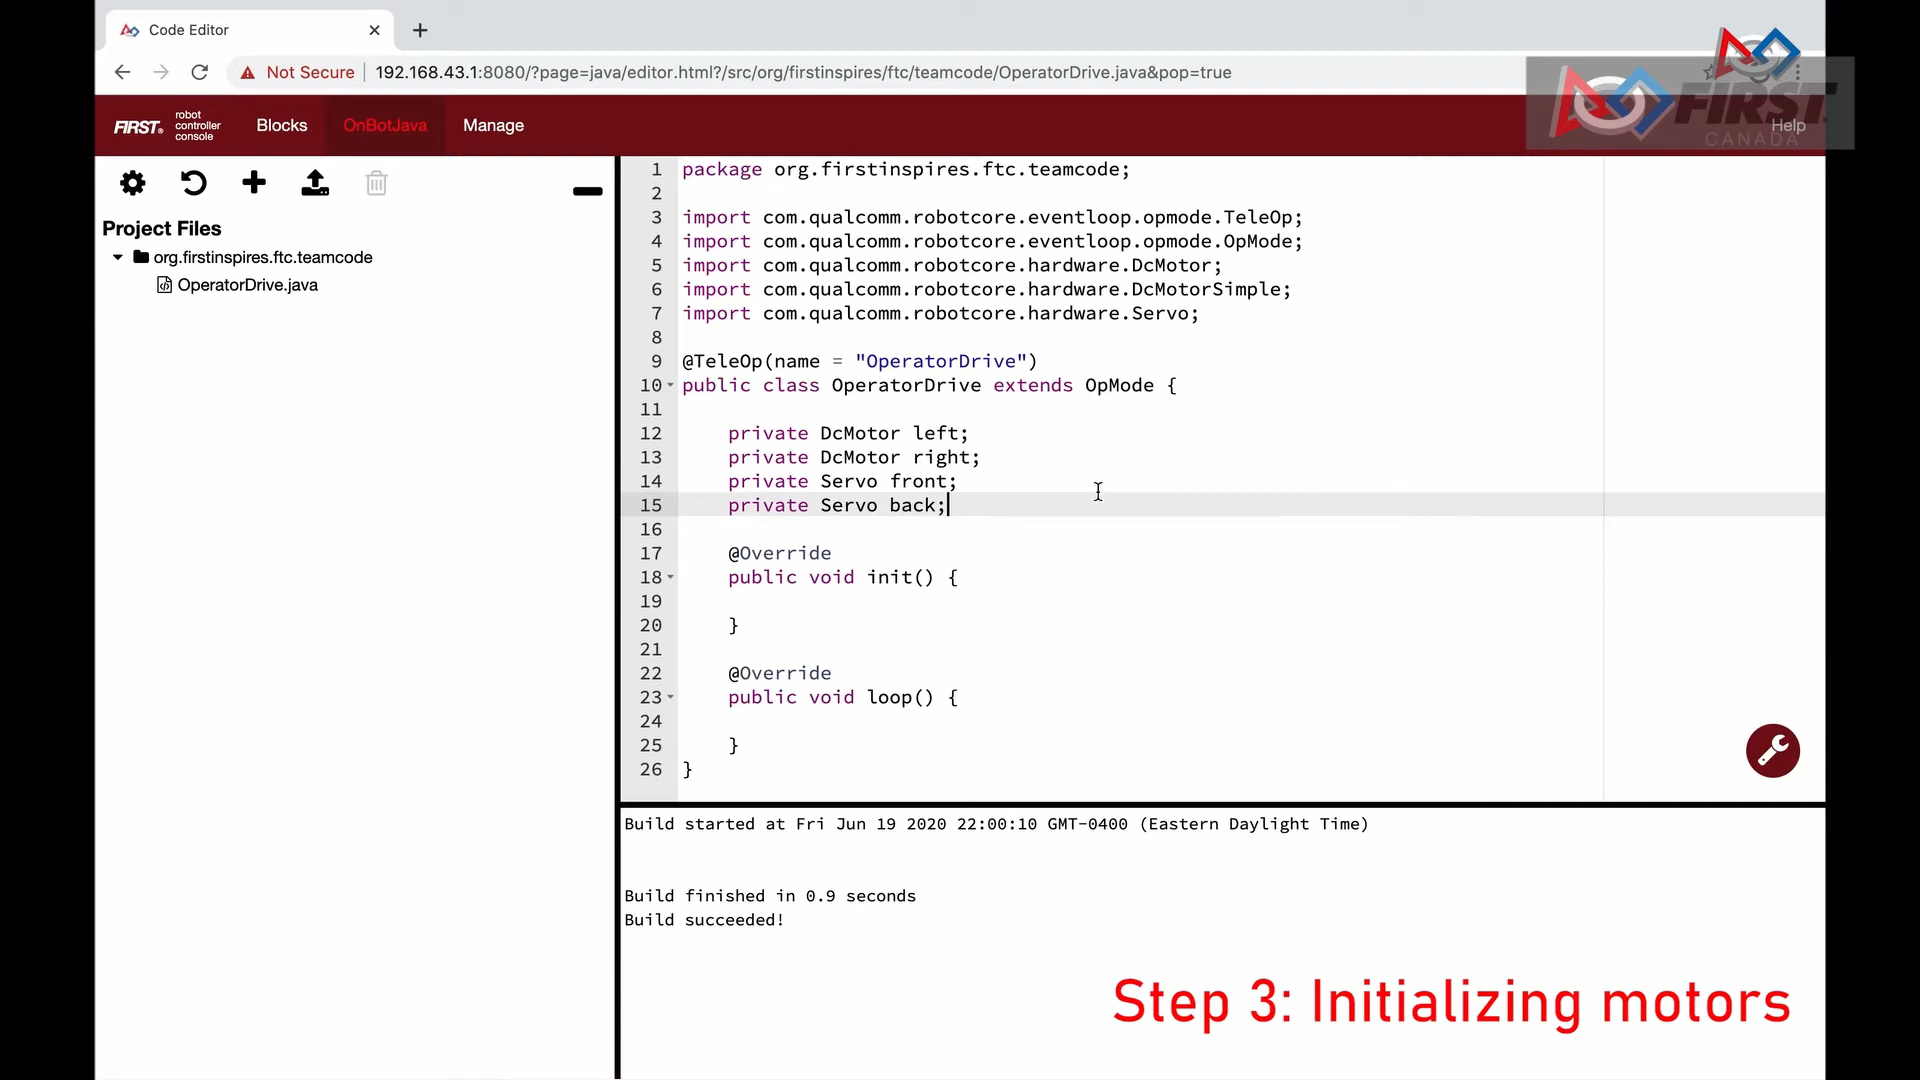 Code Editor
Not Secure 192.168.43.1:8080/?page=java/editor.html?/src/org/firstinspires/ftc/teamcode/OperatorDrive.java&pop=true
FIRST. robot controller console Blocks OnBotJava Manage Help
FIRST
CANADA
Project Files
org.firstinspires.ftc.teamcode
OperatorDrive.java
1 package org.firstinspires.ftc.teamcode;
2
3 import com.qualcomm.robotcore.eventloop.opmode.TeleOp;
4 import com.qualcomm.robotcore.eventloop.opmode.OpMode;
5 import com.qualcomm.robotcore.hardware.DcMotor;
6 import com.qualcomm.robotcore.hardware.DcMotorSimple;
7 import com.qualcomm.robotcore.hardware.Servo;
8
9 @TeleOp(name = "OperatorDrive")
10 public class OperatorDrive extends OpMode {
11
12 private DcMotor left;
13 private DcMotor right;
14 private Servo front;
15 private Servo back;
16
17 @Override
18 public void init() {
19
20 }
21
22 @Override
23 public void loop() {
24
25 }
26 }
Build started at Fri Jun 19 2020 22:00:10 GMT-0400 (Eastern Daylight Time)
Build finished in 0.9 seconds
Build succeeded!
Step 3: Initializing motors